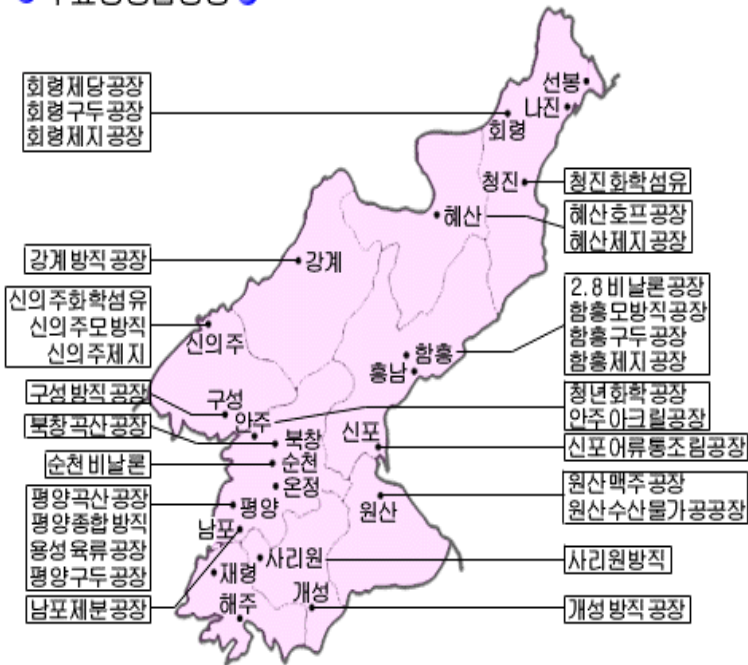 회령제당공장
회령구두공장
회령제지공장
선봉
나진
회령
청진
청진화학섬유
혜산
혜산호프공장
혜산제지공장
강계방직공장
강계
신의주화학섬유
신의주모방직
신의주제지
신의주
2.8비날론공장
함흥모방직공장
함흥구두공장
함흥제지공장
함흥
흥남
구성방직공장
구성
안주
청년화학공장
안주아크릴공장
북창곡산공장
북창
신포
신포어류통조림공장
순천비날론
순천
온정
평양곡산공장
평양종합방직
용성육류공장
평양구두공장
평양
원산
원산맥주공장
원산수산물가공공장
남포
사리원
사리원방직
재령
남포제분공장
해주
개성
개성방직공장